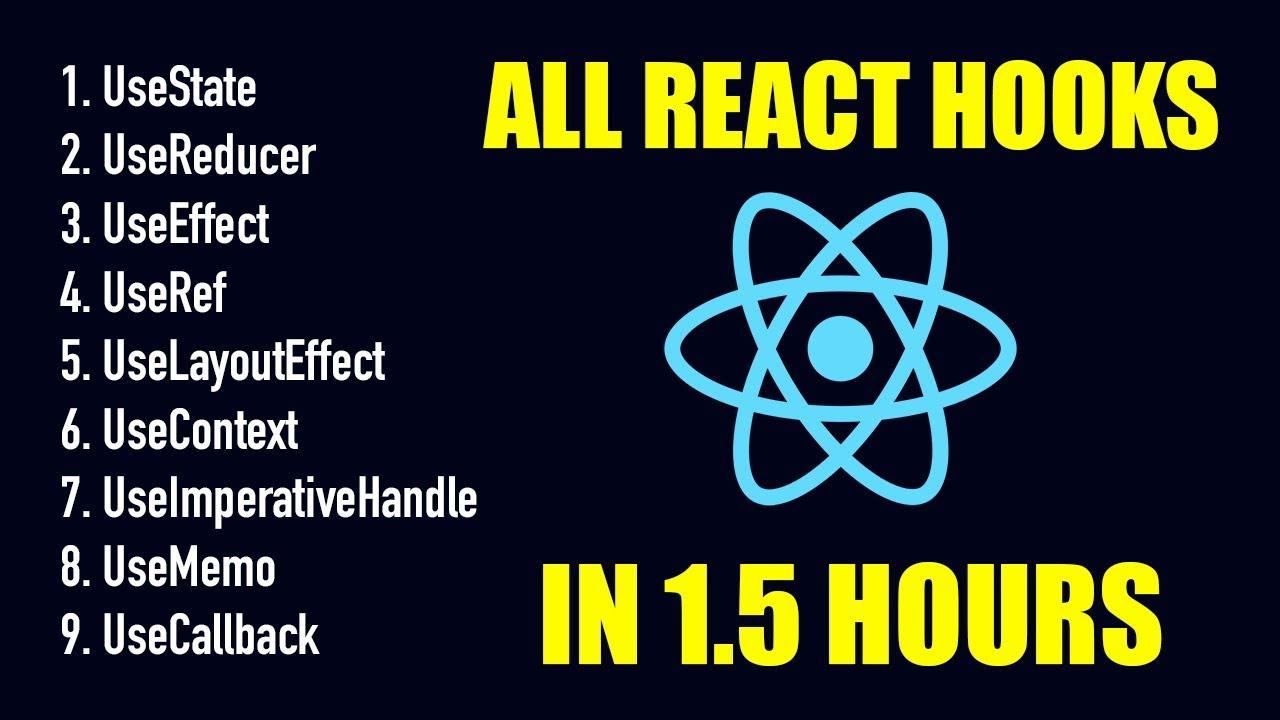 1. UseState
2. UseReducer
3. UseEffect
4. UseRef
5. UseLayoutEffect
6. UseContext
7. UseImperativeHandle
8. UseMemo
9. UseCallback
ALL REACT HOOKS
IN 1.5 HOURS